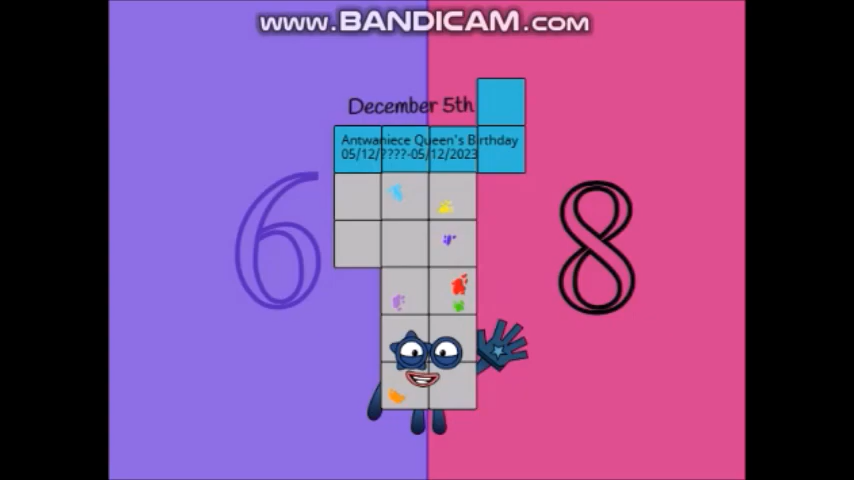 www.BANDICAM.com
December 5th
Antwaniece Queen's Birthday
05/12/????-05/12/2023
6 8